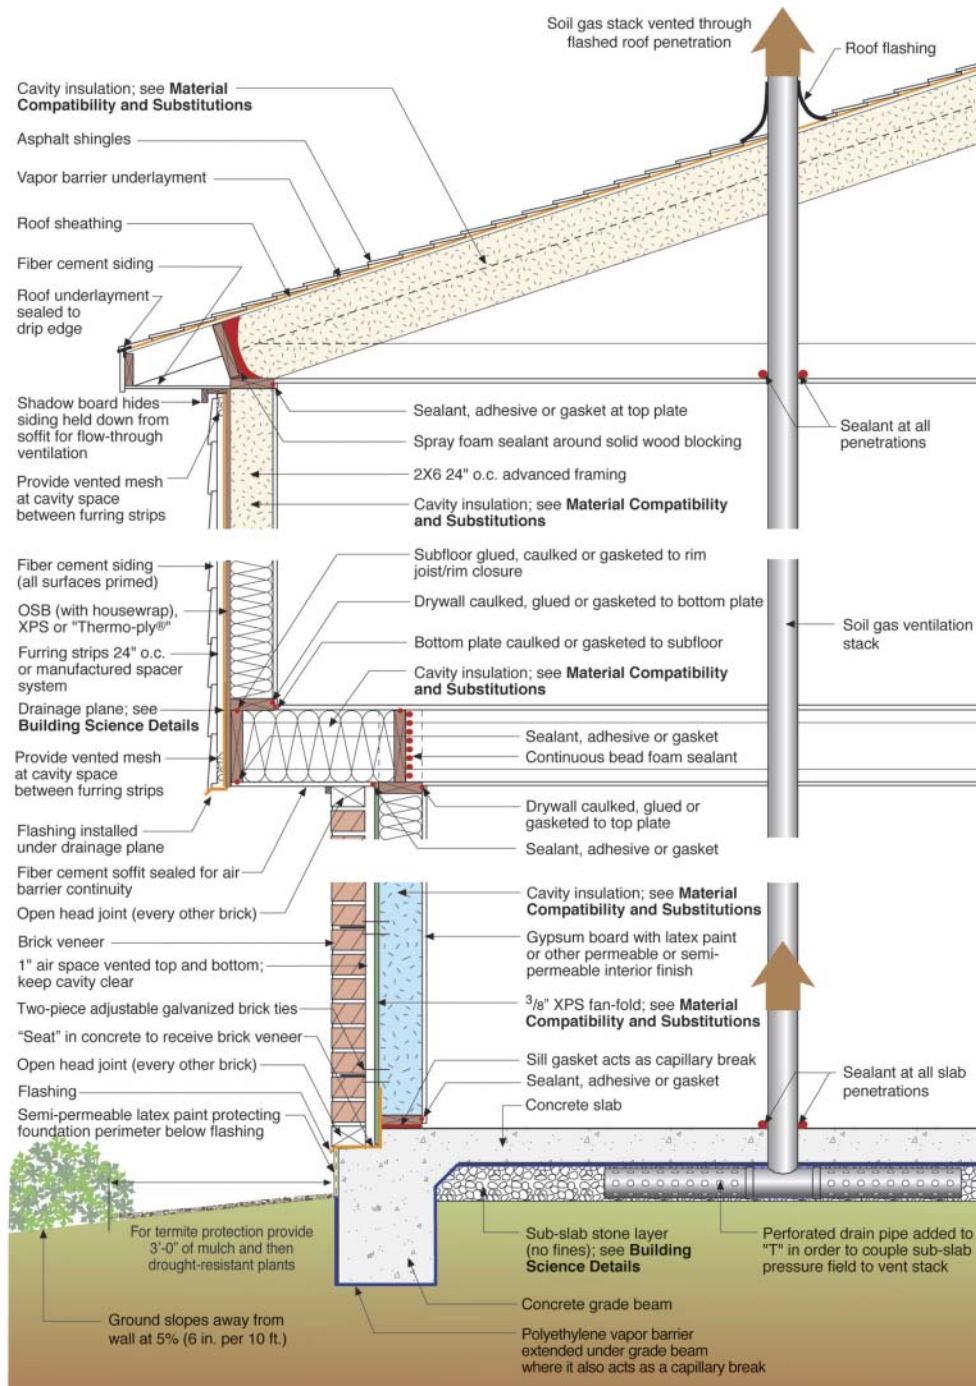 Soil gas stack vented through
flashed roof penetration
Roof flashing
Cavity insulation; see Material
Compatibility and Substitutions
Asphalt shingles
Vapor barrier underlayment
Roof sheathing
Fiber cement siding
Roof underlayment
sealed to
drip edge
Shadow board hides
siding held down from
soffit for flow-through
ventilation
Provide vented mesh
at cavity space
between furring strips
Sealant, adhesive or gasket at top plate
Spray foam sealant around solid wood blocking
2X6 24" o.c. advanced framing
Cavity insulation; see Material Compatibility
and Substitutions
Sealant at all
penetrations
Fiber cement siding
(all surfaces primed)
OSB (with housewrap),
XPS or "Thermo-ply®"
Furring strips 24" o.c.
or manufactured spacer
system
Drainage plane; see
Building Science Details
Provide vented mesh
at cavity space
between furring strips
Flashing installed
under drainage plane
Fiber cement soffit sealed for air
barrier continuity
Open head joint (every other brick)
Subfloor glued, caulked or gasketed to rim
joist/rim closure
Drywall caulked, glued or gasketed to bottom plate
Bottom plate caulked or gasketed to subfloor
Cavity insulation; see Material Compatibility
and Substitutions
Sealant, adhesive or gasket
Continuous bead foam sealant
Drywall caulked, glued or
gasketed to top plate
Sealant, adhesive or gasket
Soil gas ventilation
stack
Brick veneer
1" air space vented top and bottom;
keep cavity clear
Two-piece adjustable galvanized brick ties
“Seat” in concrete to receive brick veneer
Open head joint (every other brick)
Flashing
Semi-permeable latex paint protecting
foundation perimeter below flashing
Cavity insulation; see Material
Compatibility and Substitutions
Gypsum board with latex paint
or other permeable or semi-
permeable interior finish
3/8" XPS fan-fold; see Material
Compatibility and Substitutions
Sill gasket acts as capillary break
Sealant, adhesive or gasket
Concrete slab
Sealant at all slab
penetrations
For termite protection provide
3'-0" of mulch and then
drought-resistant plants
Ground slopes away from
wall at 5% (6 in. per 10 ft.)
Sub-slab stone layer
(no fines); see Building
Science Details
Perforated drain pipe added to
"T" in order to couple sub-slab
pressure field to vent stack
Concrete grade beam
Polyethylene vapor barrier
extended under grade beam
where it also acts as a capillary break